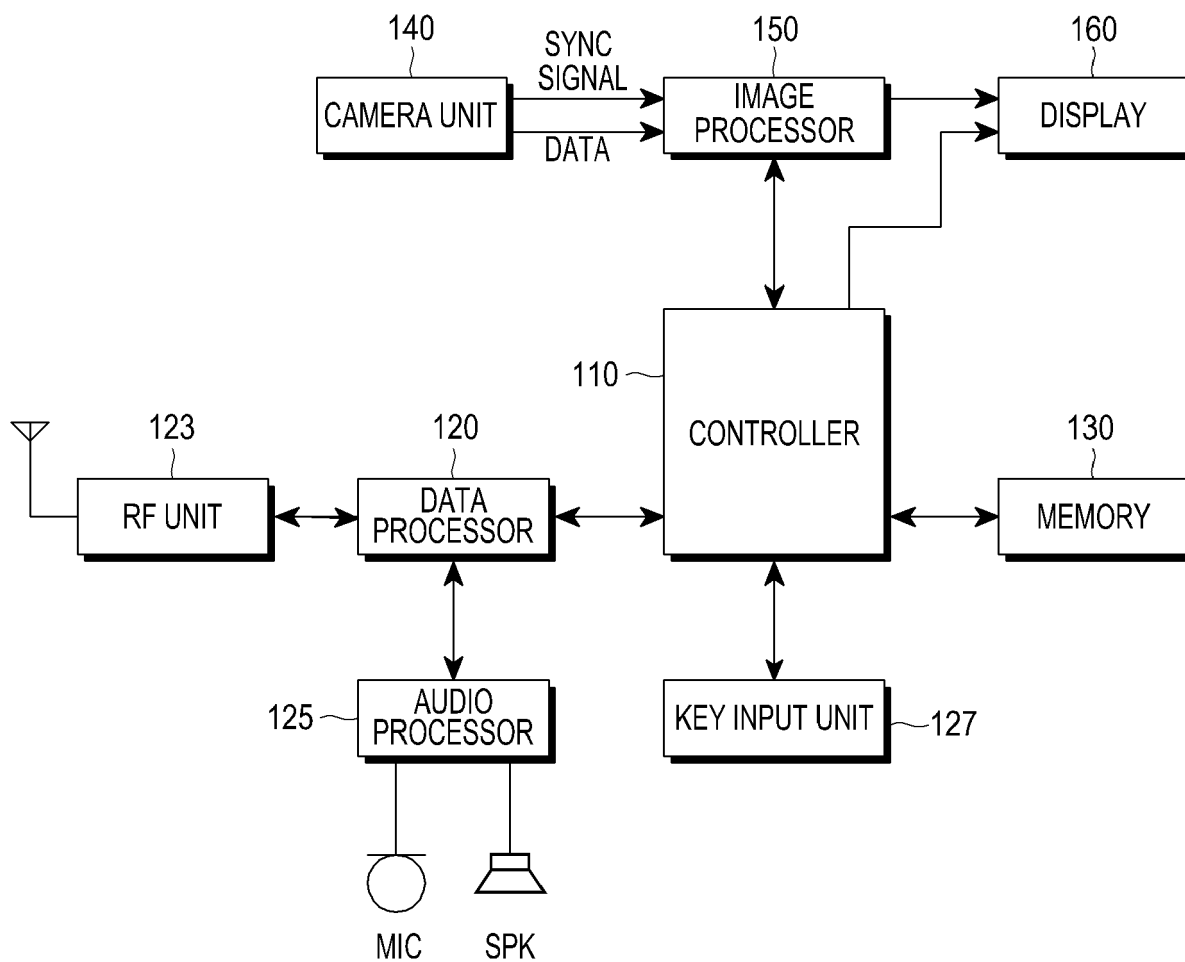 140
SYNC
SIGNAL
150
160
CAMERA UNIT
IMAGE
PROCESSOR
DISPLAY
DATA
110
CONTROLLER
123
120
130
RF UNIT
DATA
PROCESSOR
MEMORY
125
AUDIO
PROCESSOR
KEY INPUT UNIT
127
MIC
SPK